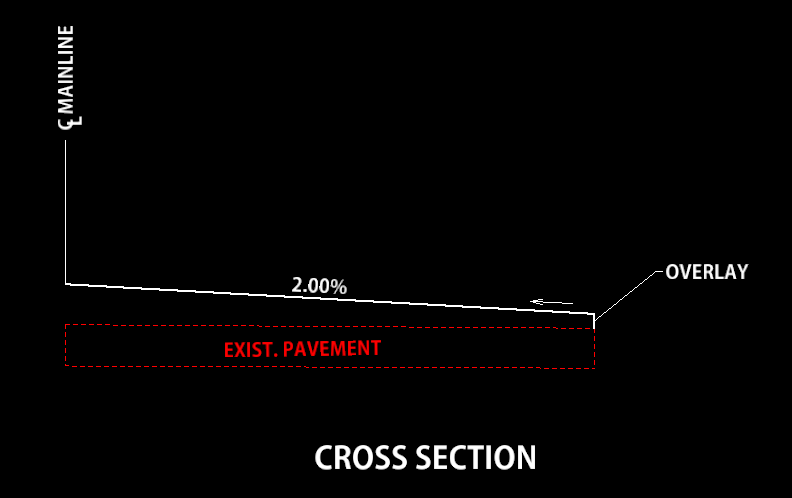 ℄ MAINLINE
2.00%
OVERLAY
EXIST. PAVEMENT
CROSS SECTION